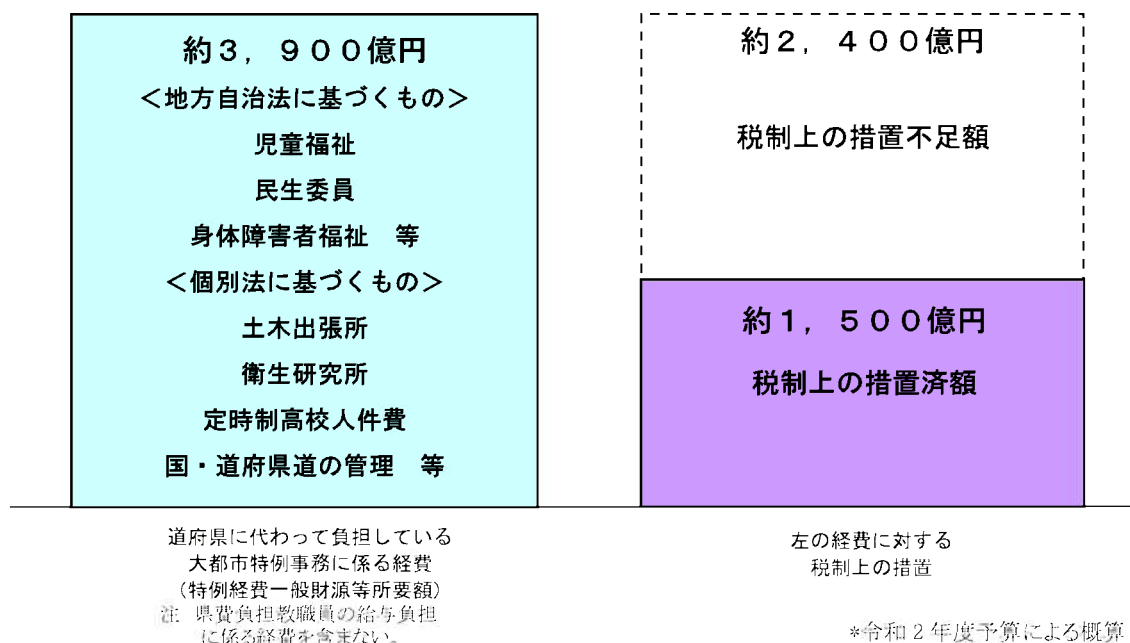 約３，９００億円
＜地方自治法に基づくもの＞
児童福祉
民生委員
身体障害者福祉　等
＜個別法に基づくもの＞
土木出張所
衛生研究所
定時制高校人件費
国・道府県道の管理　等
道府県に代わって負担している
大都市特例事務に係る経費
（特例経費一般財源等所要額）
注　県費負担教職員の給与負担
に係る経費を含まない。
約２，４００億円
税制上の措置不足額
約１，５００億円
税制上の措置済額
左の経費に対する
税制上の措置
*令和２年度予算による概算